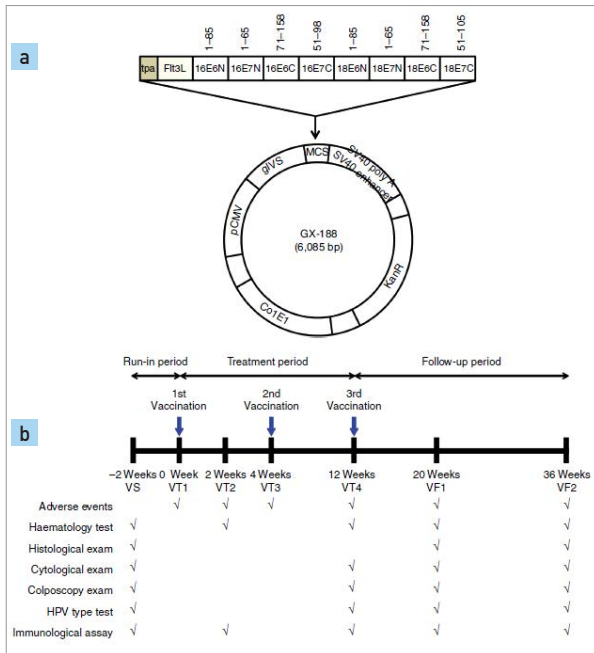 a
1–85
1–65
71–158
51–98
1–85
1–65
71–158
51–105
tpa Flt3L 16E6N 16E7N 16E6C 16E7C 18E6N 18E7N 18E6C 18E7C
gIVS
MCS
SV40 poly A
SV40 enhancer
pCMV
GX-188
(6,085 bp)
KanR
Co1E1
Run-in period Treatment period Follow-up period
1st
Vaccination
2nd
Vaccination
3rd
Vaccination
b
–2 Weeks 0 Week 2 Weeks 4 Weeks 12 Weeks 20 Weeks 36 Weeks
VS VT1 VT2 VT3 VT4 VF1 VF2
Adverse events √ √ √ √ √ √
Haematology test √ √ √ √ √
Histological exam √ √ √
Cytological exam √ √ √ √
Colposcopy exam √ √ √ √
HPV type test √ √ √ √
Immunological assay √ √ √ √ √